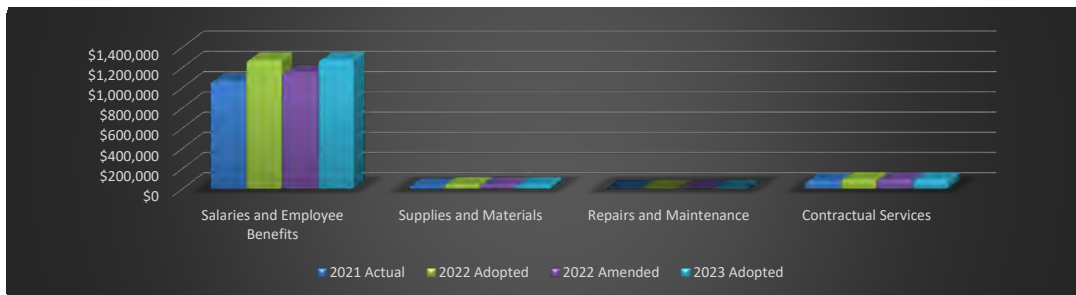 $1,400,000
$1,200,000
$1,000,000
$800,000
$600,000
$400,000
$200,000
$0
Salaries and Employee
Benefits
Supplies and Materials
Repairs and Maintenance
Contractual Services
2021 Actual
2022 Adopted
2022 Amended
2023 Adopted